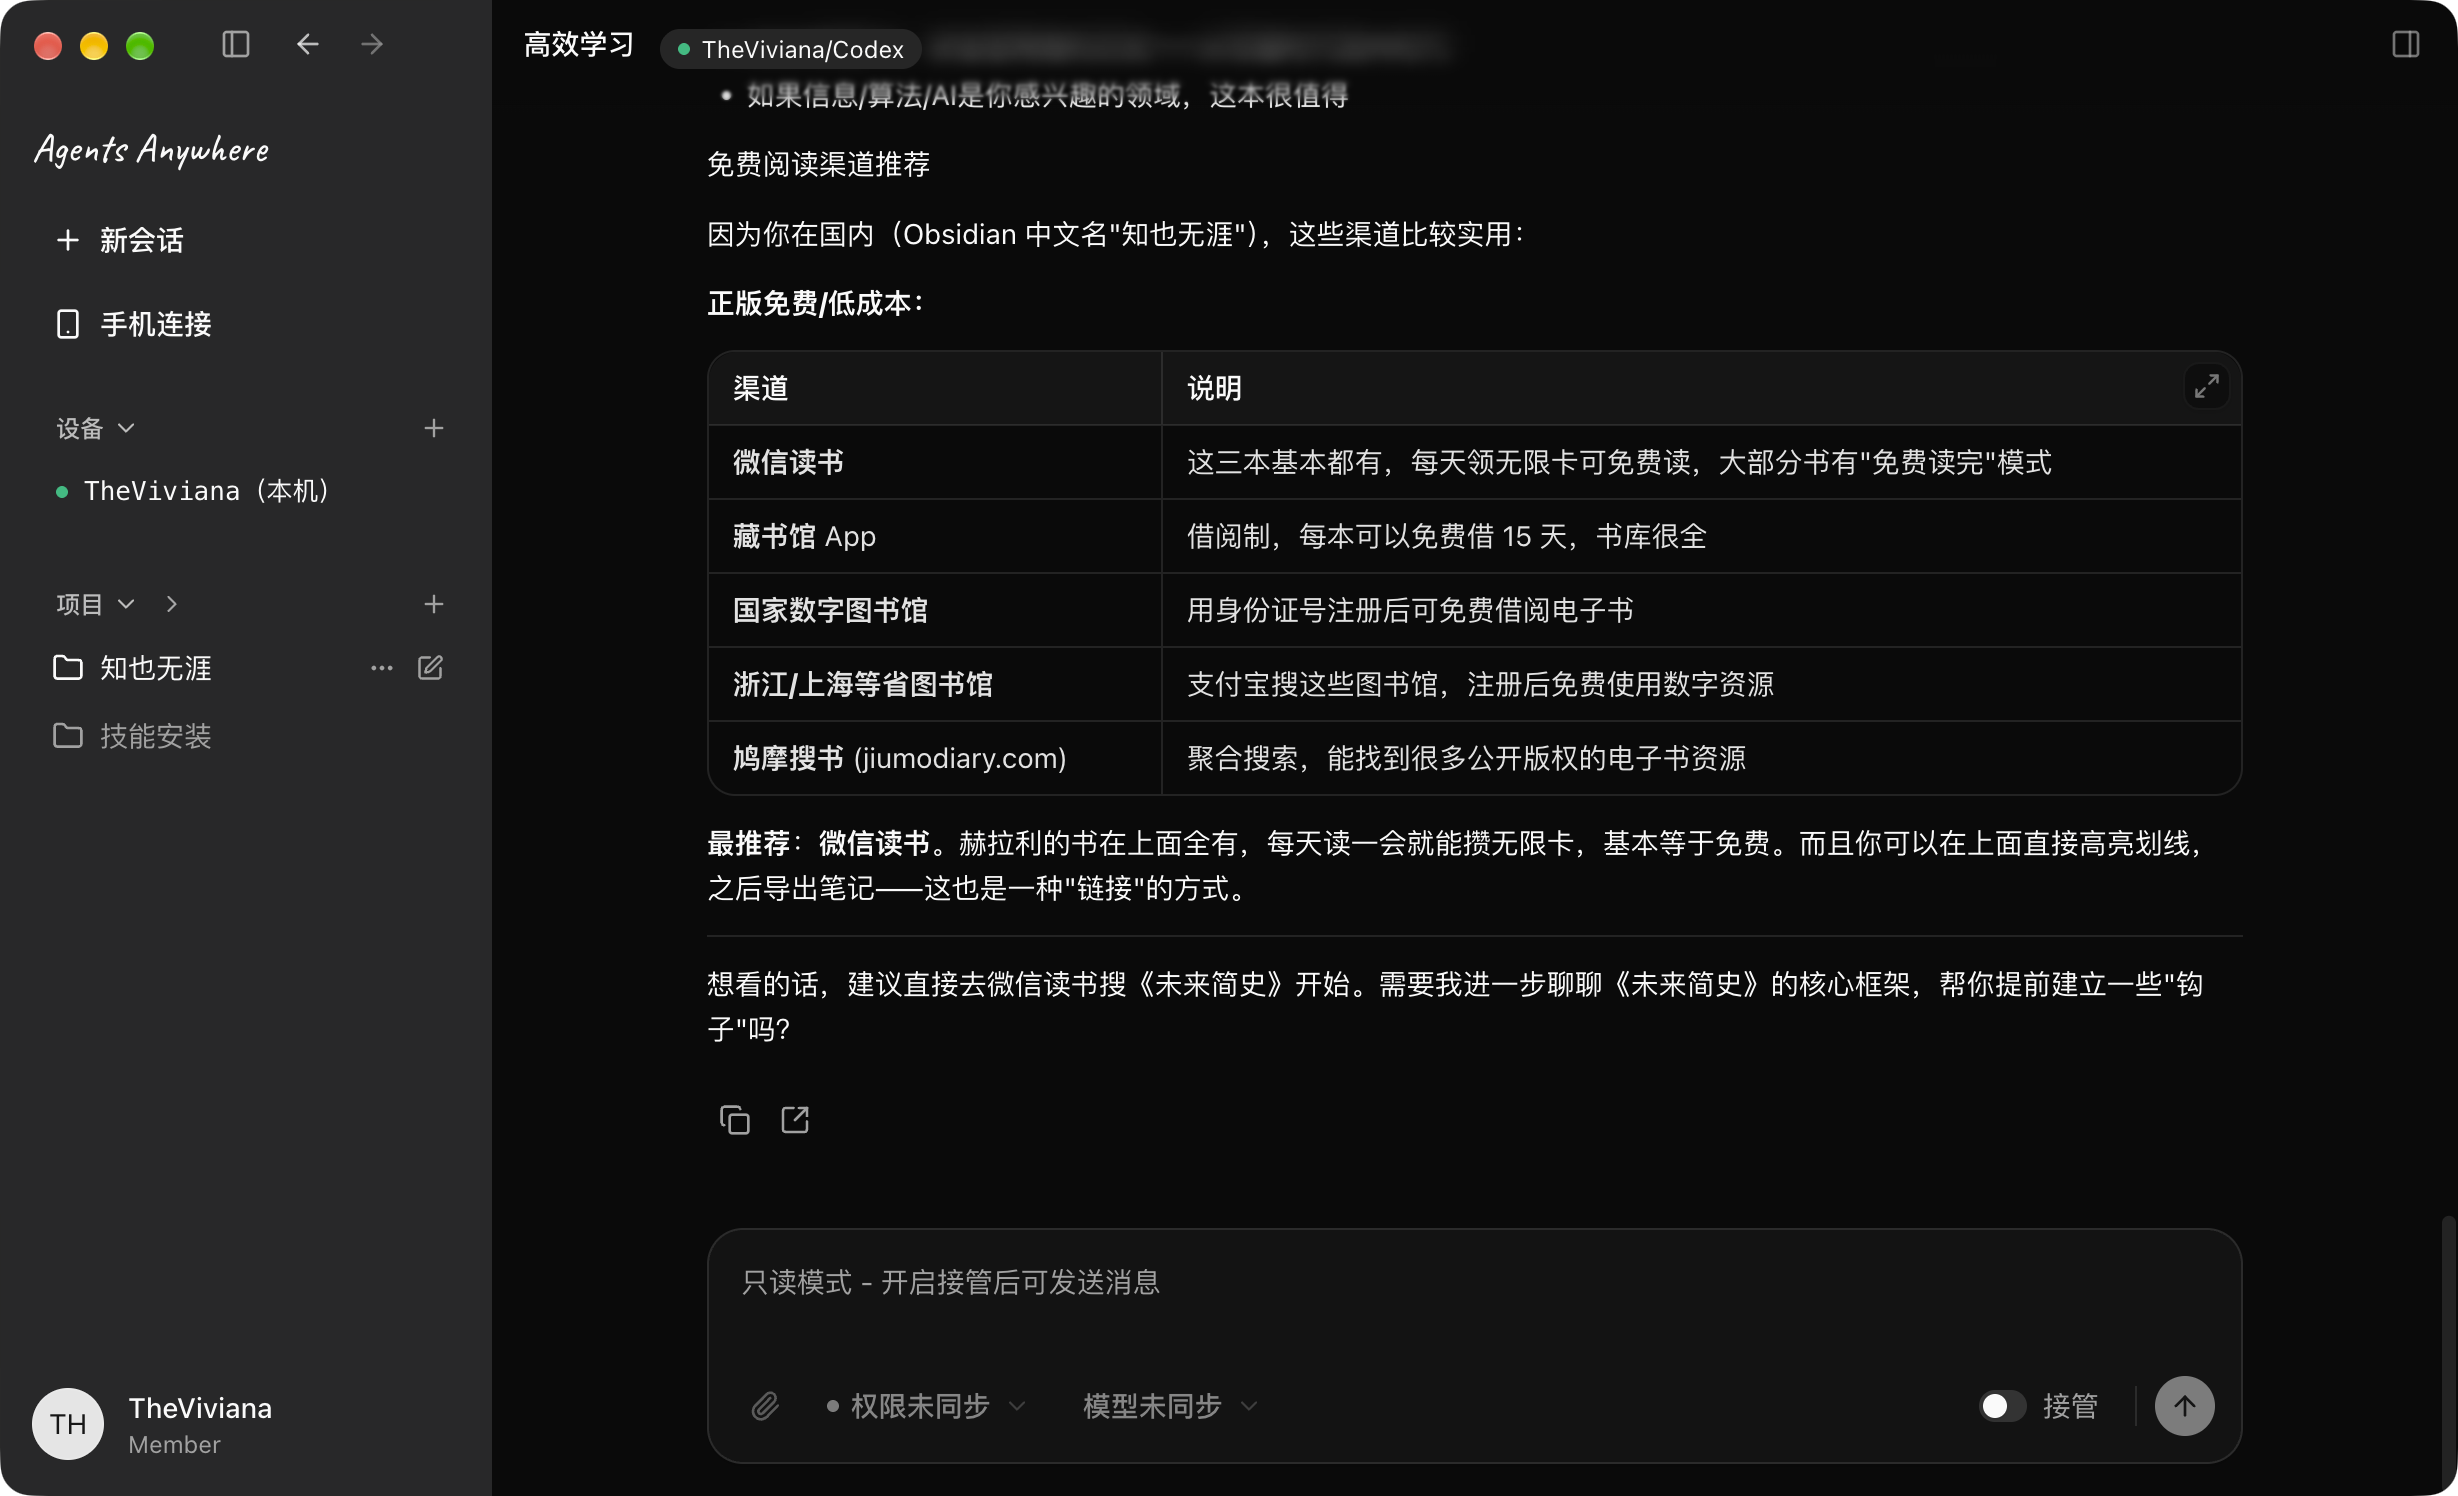 高效学习
TheViviana/Codex
Agents Anywhere
新会话
手机连接
设备
TheViviana（本机）
项目
知也无涯
技能安装
TH
TheViviana
Member
• 如果信息/算法/AI是你感兴趣的领域，这本很值得
免费阅读渠道推荐
因为你在国内（Obsidian 中文名"知也无涯"），这些渠道比较实用：
正版免费/低成本：
渠道 说明
微信读书 这三本基本都有，每天领无限卡可免费读，大部分书有"免费读完"模式
藏书馆 App 借阅制，每本可以免费借 15 天，书库很全
国家数字图书馆 用身份证号注册后可免费借阅电子书
浙江/上海等省图书馆 支付宝搜这些图书馆，注册后免费使用数字资源
鸠摩搜书 (jiumodiary.com) 聚合搜索，能找到很多公开版权的电子书资源
最推荐：微信读书。赫拉利的书在上面全有，每天读一会就能攒无限卡，基本等于免费。而且你可以在上面直接高亮划线，
之后导出笔记——这也是一种"链接"的方式。
想看的话，建议直接去微信读书搜《未来简史》开始。需要我进一步聊聊《未来简史》的核心框架，帮你提前建立一些"钩
子"吗？
只读模式 - 开启接管后可发送消息
权限未同步 模型未同步 接管